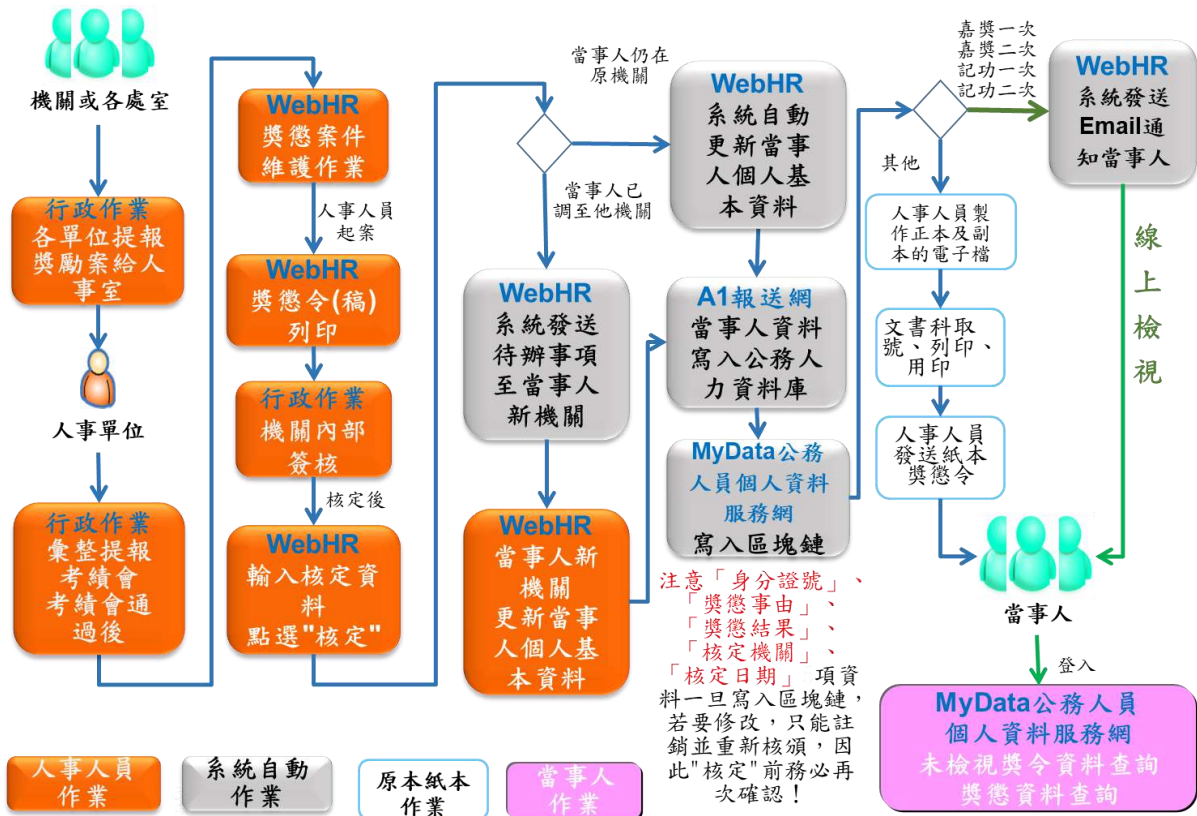 機關或各處室
行政作業
各單位提報
獎勵案給人
事室
人事單位
行政作業
彙整提報
考績會
考績會通
過後
WebHR
獎懲案件
維護作業
人事人員
起案
WebHR
獎懲令(稿)
列印
行政作業
機關內部
簽核
核定後
WebHR
輸入核定資
料
點選"核定"
當事人仍在
原機關
當事人已
調至他機關
WebHR
系統發送
待辦事項
至當事人
新機關
WebHR
當事人新
機關
更新當事
人個人基
本資料
WebHR
系統自動
更新當事
人個人基
本資料
A1報送網
當事人資料
寫入公務人
力資料庫
MyData公務
人員個人資料
服務網
寫入區塊鏈
注意「身分證號」、
「獎懲事由」、
「獎懲結果」、
「核定機關」、
「核定日期」 項資
料一旦寫入區塊鏈，
若要修改，只能註
銷並重新核頒，因
此"核定"前務必再
次確認！
嘉獎一次
嘉獎二次
記功一次
記功二次
其他
人事人員製
作正本及副
本的電子檔
文書科取
號、列印、
用印
人事人員
發送紙本
獎懲令
WebHR
系統發送
Email通
知當事人
線
上
檢
視
當事人
登入
MyData公務人員
個人資料服務網
未檢視獎令資料查詢
獎懲資料查詢
人事人員
作業
系統自動
作業
原本紙本
作業
當事人
作業